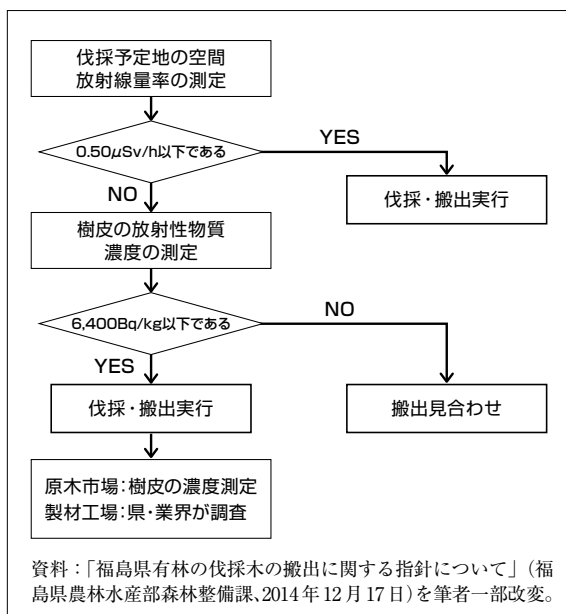 伐採予定地の空間
放射線量率の測定
0.50μSv/h以下である
YES
伐採・搬出実行
NO
樹皮の放射性物質
濃度の測定
6,400Bq/kg以下である
NO
搬出見合わせ
YES
伐採・搬出実行
原木市場:樹皮の濃度測定
製材工場:県・業界が調査
資料:「福島県有林の伐採木の搬出に関する指針について」(福
島県農林水産部森林整備課、2014年12月17日)を筆者一部改変。